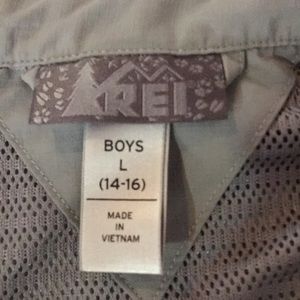 REI
BOYS
L
(14-16)
MADE
IN
VIETNAM